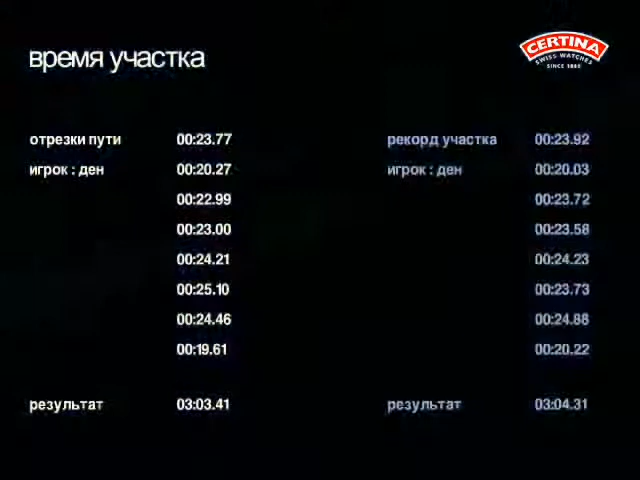 CERTINA
SWISS WATCHES
SINCE 1888
время участка
отрезки пути 00:23.77 рекорд участка 00:23.92
игрок : ден 00:20.27 игрок : ден 00:20.03
00:22.99 00:23.72
00:23.00 00:23.58
00:24.21 00:24.23
00:25.10 00:23.73
00:24.46 00:24.88
00:19.61 00:20.22
результат 03:03.41 результат 03:04.31